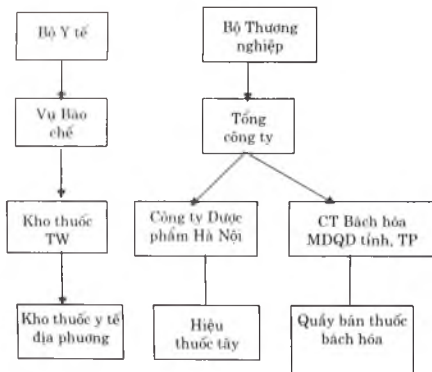 Bộ Y tế
Bộ Thương
nghiệp
Vụ Bào
chế
Tổng
công ty
Kho thuốc
TW
Công ty Dược
phẩm Hà Nội
CT Bách hóa
MDQD tỉnh, TP
Kho thuốc y tế
địa phương
Hiệu
thuốc tây
Quầy bán thuốc
bách hóa